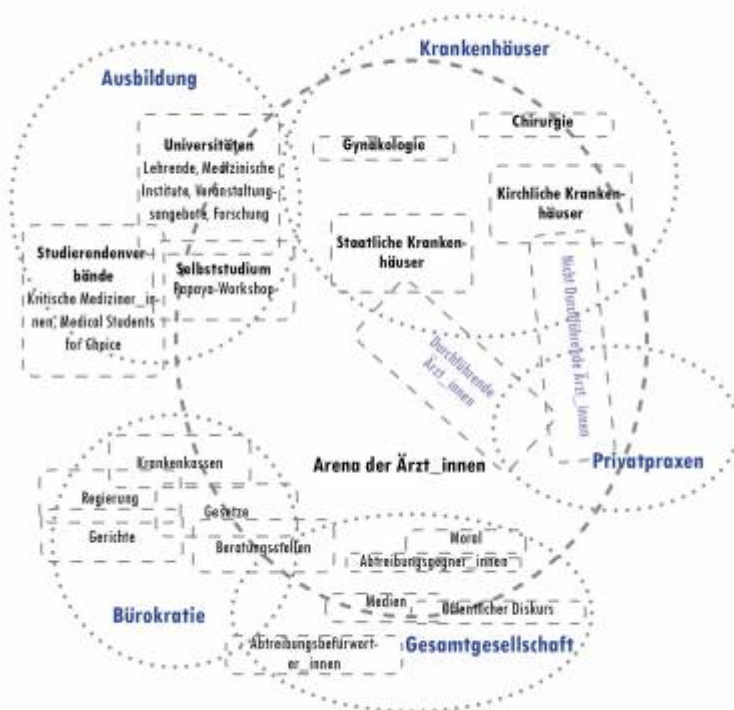 Krankenhäuser
Ausbildung
Chirurgie
Universitäten
Lehrende, Medizinische
Institute, Veranstaltung-
sangebote, Forschung
Gynäkologie
Kirchliche Kranken-
häuser
Staatliche Kranken-
häuser
Studierendenver-
bände
Kritische Mediziner_in-
nen, Medical Students
for Choice
Selbststudium
Papaya-Workshop
Nicht Durchführende Ärzt_innen
Durchführende
Ärzt_innen
Privatpraxen
Arena der Ärzt_innen
Krankenkassen
Regierung
Gesetze
Gerichte
Beratungsstellen
Bürokratie
Moral
Abtreibungsgegner_innen
Medien
Öffentlicher Diskurs
Gesamtgesellschaft
Abtreibungsbefürwort-
er_innen